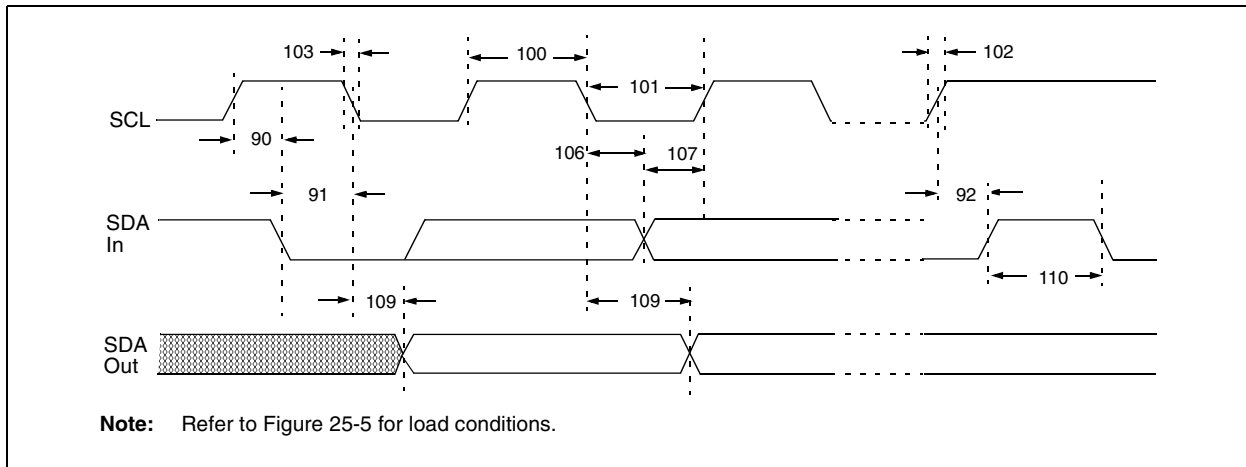 103
100
102
101
SCL
90
106
107
91
92
SDA
In
110
109
109
SDA
Out
Note: Refer to Figure 25-5 for load conditions.